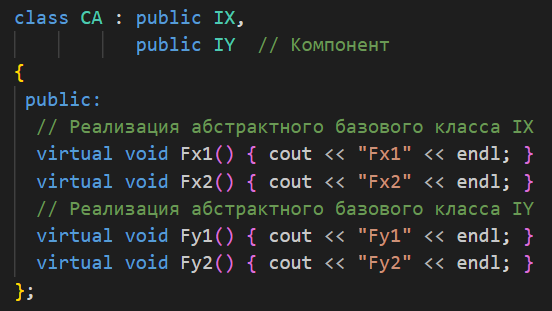 class CA : public IX,
public IY // Компонент
{
public:
// Реализация абстрактного базового класса IX
virtual void Fx1() { cout << "Fx1" << endl; }
virtual void Fx2() { cout << "Fx2" << endl; }
// Реализация абстрактного базового класса IY
virtual void Fy1() { cout << "Fy1" << endl; }
virtual void Fy2() { cout << "Fy2" << endl; }
};